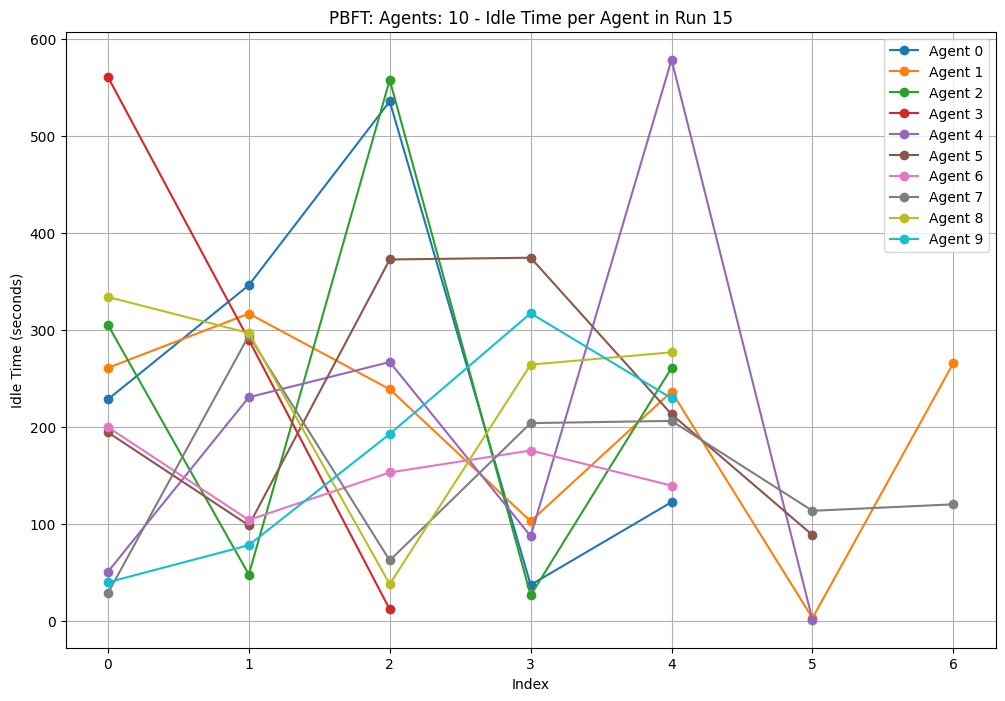 PBFT: Agents: 10 - Idle Time per Agent in Run 15
Idle Time (seconds)
600
500
400
300
200
100
0
0 1 2 3 4 5 6
Index
Agent 0
Agent 1
Agent 2
Agent 3
Agent 4
Agent 5
Agent 6
Agent 7
Agent 8
Agent 9